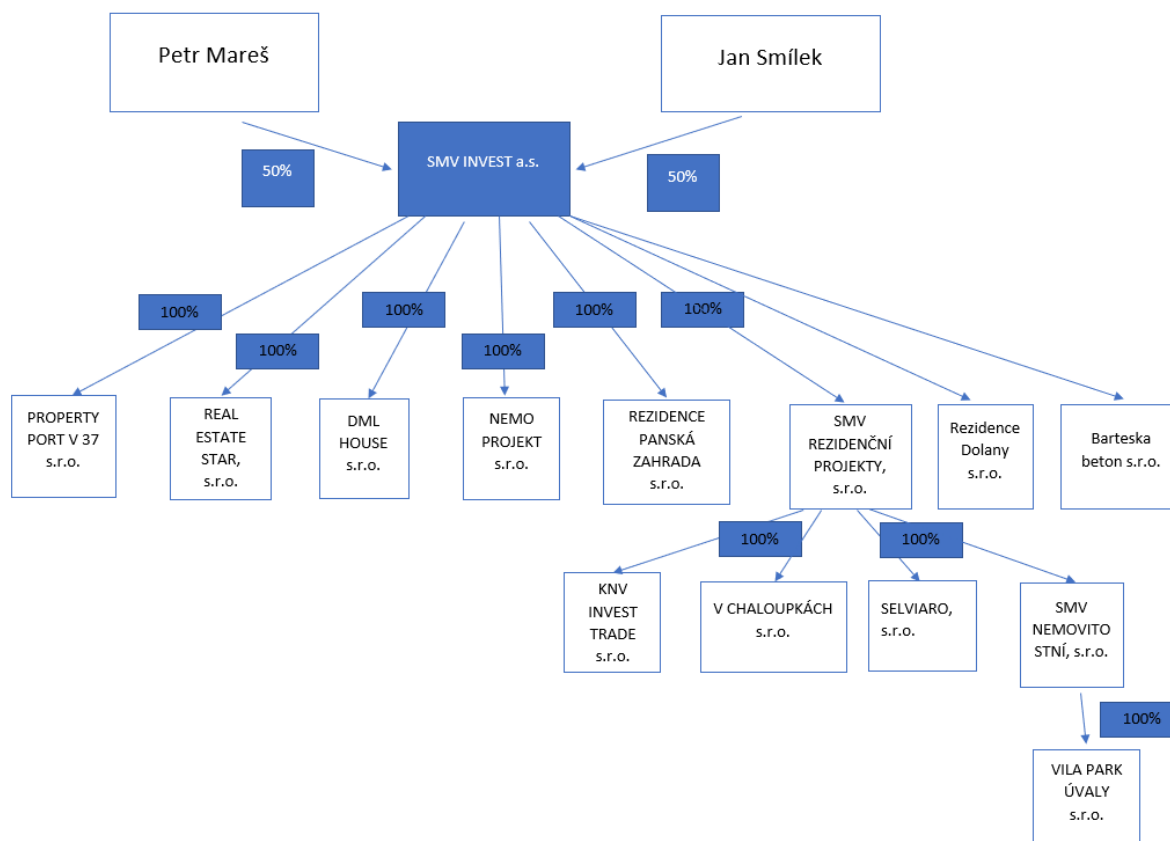 Petr Mareš
Jan Smílek
SMV INVEST a.s.
50%
50%
100%
100%
100%
100%
100%
100%
PROPERTY
PORT V 37
s.r.o.
REAL
ESTATE
STAR,
s.r.o.
DML
HOUSE
s.r.o.
NEMO
PROJEKT
s.r.o.
REZIDENCE
PANSKÁ
ZAHRADA
s.r.o.
SMV
REZIDENČNÍ
PROJEKTY,
s.r.o.
Rezidence
Dolany
s.r.o.
Barteska
beton s.r.o.
100%
100%
KNV
INVEST
TRADE
s.r.o.
V CHALOUPKÁCH
s.r.o.
SELVIARO,
s.r.o.
SMV
NEMOVITO
STNÍ, s.r.o.
100%
VILA PARK
ÚVALY
s.r.o.